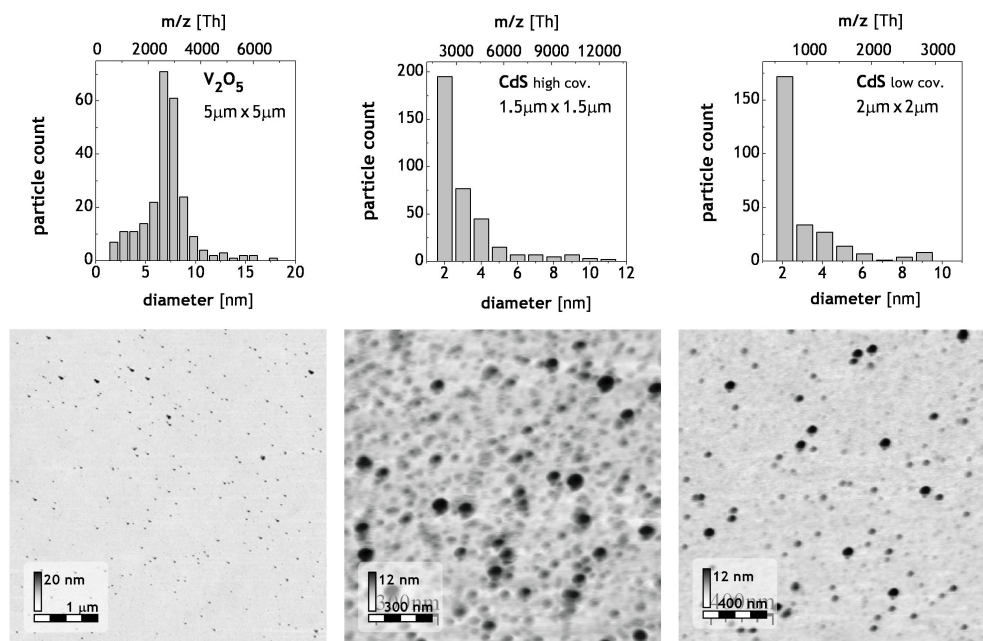 m/z [Th]
0 2000 4000 6000
V₂O₅
5μm x 5μm
particle count
60
40
20
0
0 5 10 15 20
diameter [nm]
m/z [Th]
3000 6000 9000 12000
CdS high cov.
1.5μm x 1.5μm
particle count
200
150
100
50
0
2 4 6 8 10 12
diameter [nm]
m/z [Th]
1000 2000 3000
CdS low cov.
2μm x 2μm
particle count
150
100
50
0
2 4 6 8 10
diameter [nm]
20 nm
1 μm
12 nm
300nm
300 nm
12 nm
400nm
400 nm